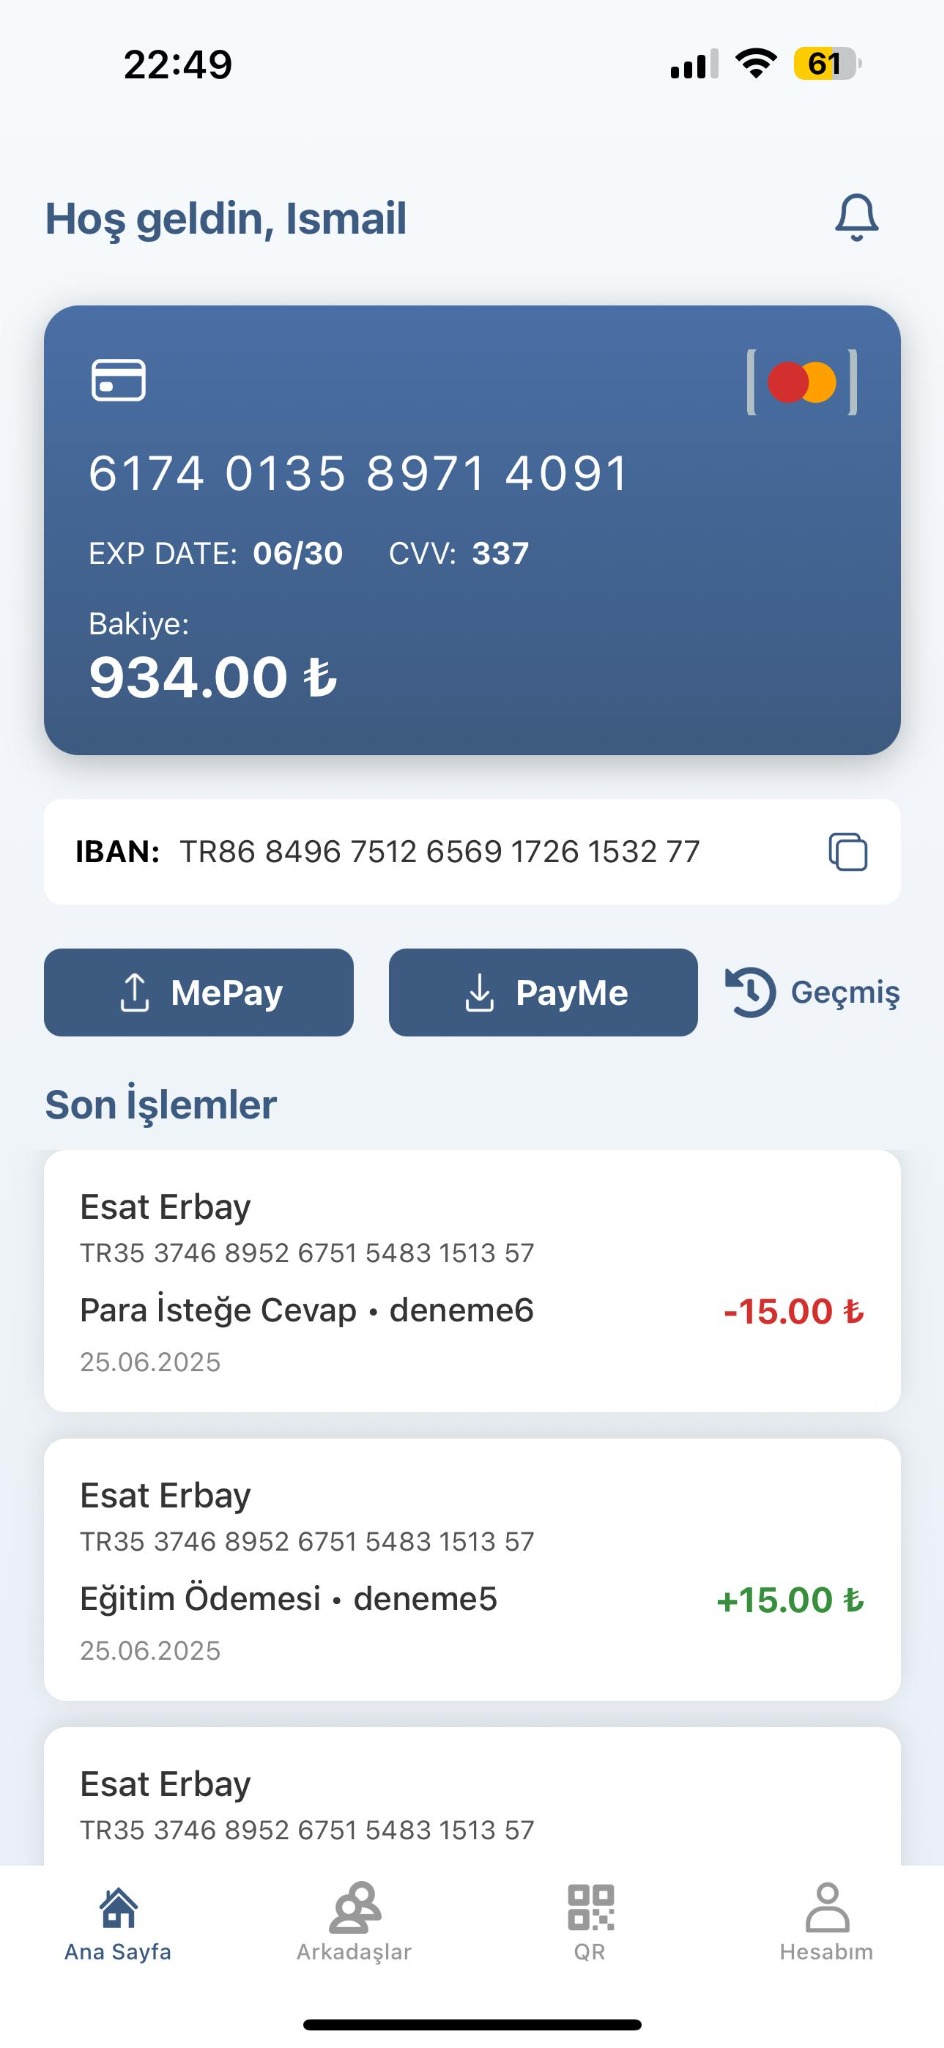 22:49
61
Hoş geldin, Ismail
6174 0135 8971 4091
EXP DATE: 06/30 CVV: 337
Bakiye:
934.00 ₺
IBAN: TR86 8496 7512 6569 1726 1532 77
MePay
PayMe
Geçmiş
Son İşlemler
Esat Erbay
TR35 3746 8952 6751 5483 1513 57
Para İsteğe Cevap • deneme6
-15.00 ₺
25.06.2025
Esat Erbay
TR35 3746 8952 6751 5483 1513 57
Eğitim Ödemesi • deneme5
+15.00 ₺
25.06.2025
Esat Erbay
TR35 3746 8952 6751 5483 1513 57
Ana Sayfa
Arkadaşlar
QR
Hesabım